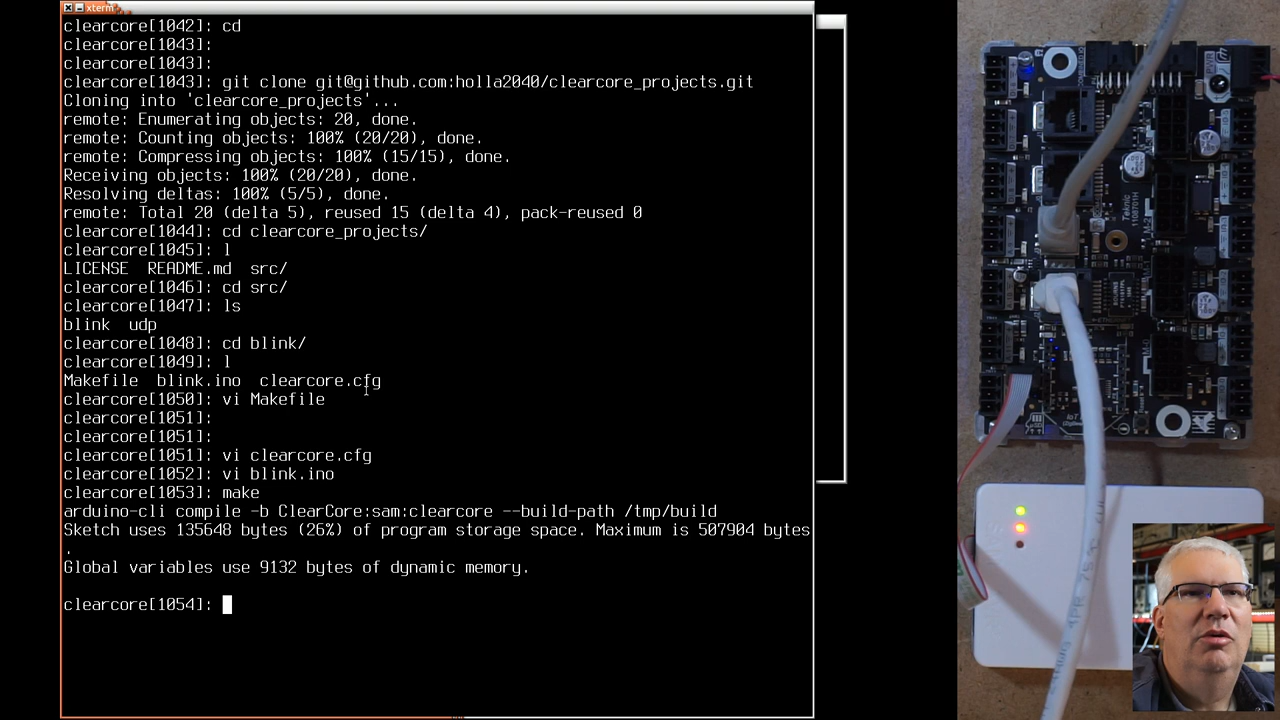 xterm
clearcore[1042]: cd
clearcore[1043]:
clearcore[1043]:
clearcore[1043]: git clone git@github.com:holla2040/clearcore_projects.git
Cloning into 'clearcore_projects'...
remote: Enumerating objects: 20, done.
remote: Counting objects: 100% (20/20), done.
remote: Compressing objects: 100% (15/15), done.
Receiving objects: 100% (20/20), done.
Resolving deltas: 100% (5/5), done.
remote: Total 20 (delta 5), reused 15 (delta 4), pack-reused 0
clearcore[1044]: cd clearcore_projects/
clearcore[1045]: l
LICENSE  README.md  src/
clearcore[1046]: cd src/
clearcore[1047]: ls
blink  udp
clearcore[1048]: cd blink/
clearcore[1049]: l
Makefile  blink.ino  clearcore.cfg
clearcore[1050]: vi Makefile
clearcore[1051]:
clearcore[1051]:
clearcore[1051]: vi clearcore.cfg
clearcore[1052]: vi blink.ino
clearcore[1053]: make
arduino-cli compile -b ClearCore:sam:clearcore --build-path /tmp/build
Sketch uses 135648 bytes (26%) of program storage space. Maximum is 507904 bytes
.
Global variables use 9132 bytes of dynamic memory.
clearcore[1054]:
Teknic
M-2
M-0
BOURNS
IoT